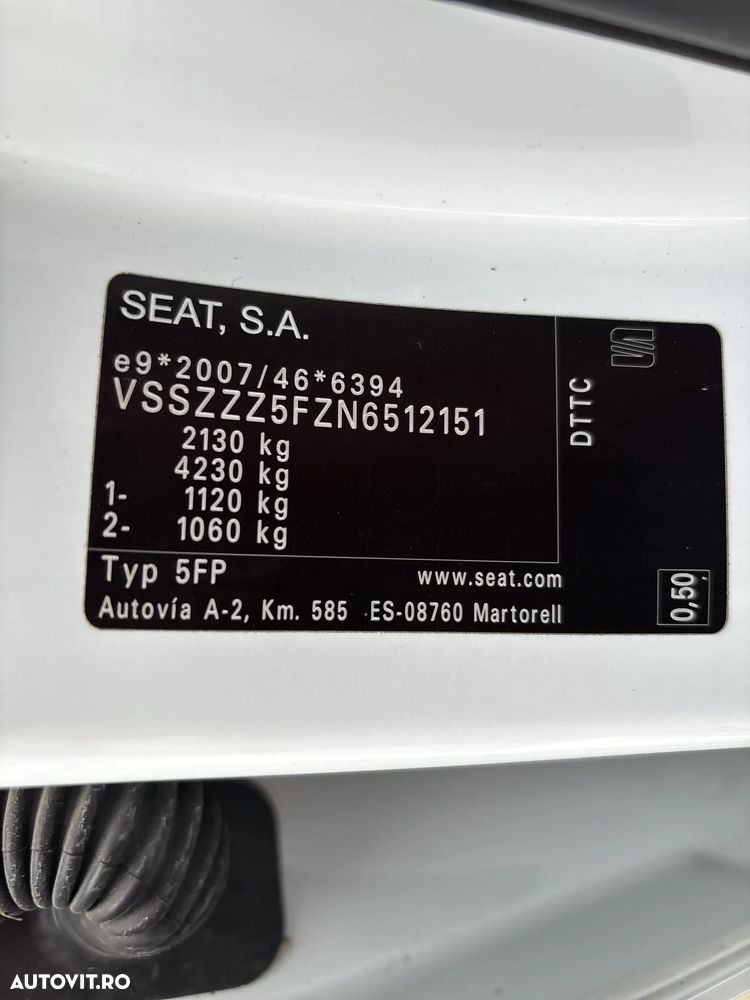 SEAT, S.A.
e9*2007/46*6394
VSSZZZ5FZN6512151
2130 kg
4230 kg
1- 1120 kg
2- 1060 kg
DTTC
Typ 5FP www.seat.com
Autovía A-2, Km. 585 ES-08760 Martorell
0,50
AUTOVIT.RO